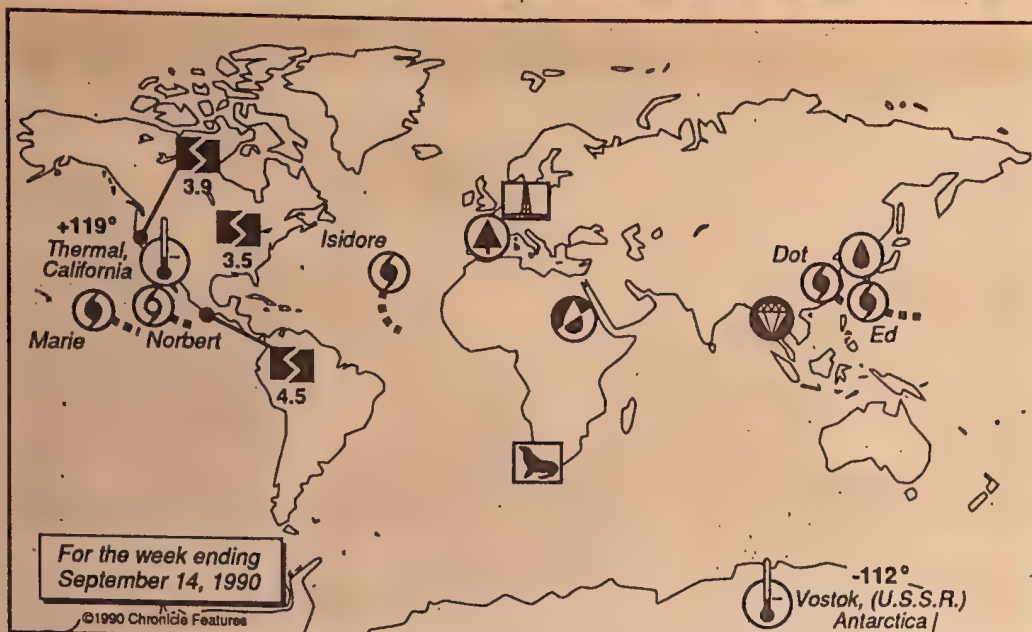 3.9
+119°
Thermal,
California
3.5
Isidore
Marie
Norbert
4.5
Dot
Ed
For the week ending
September 14, 1990
©1990 Chronicle Features
-112°
Vostok, (U.S.S.R.)
Antarctica